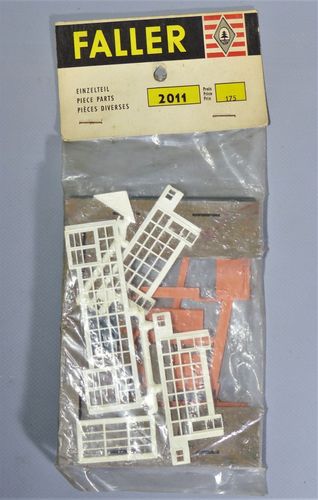 FALLER
EINZELTEIL
PIECE PARTS
PIÈCES DIVERSES
2011
Preis
Price
Prix
175